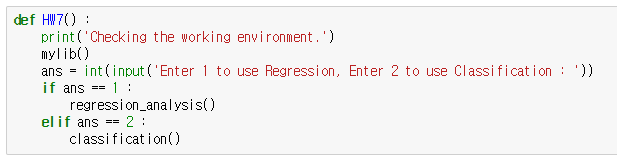 def HW7() :
    print('Checking the working environment.')
    mylib()
    ans = int(input('Enter 1 to use Regression, Enter 2 to use Classification : '))
    if ans == 1 :
        regression_analysis()
    elif ans == 2 :
        classification()